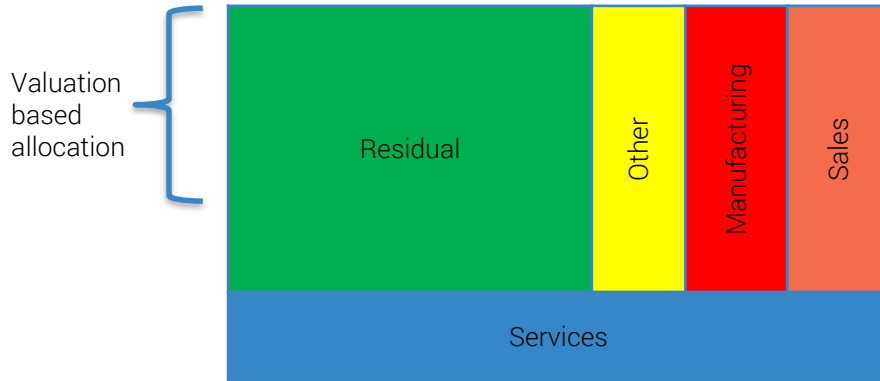 Valuation
based
allocation
Residual
Other
Manufacturing
Sales
Services